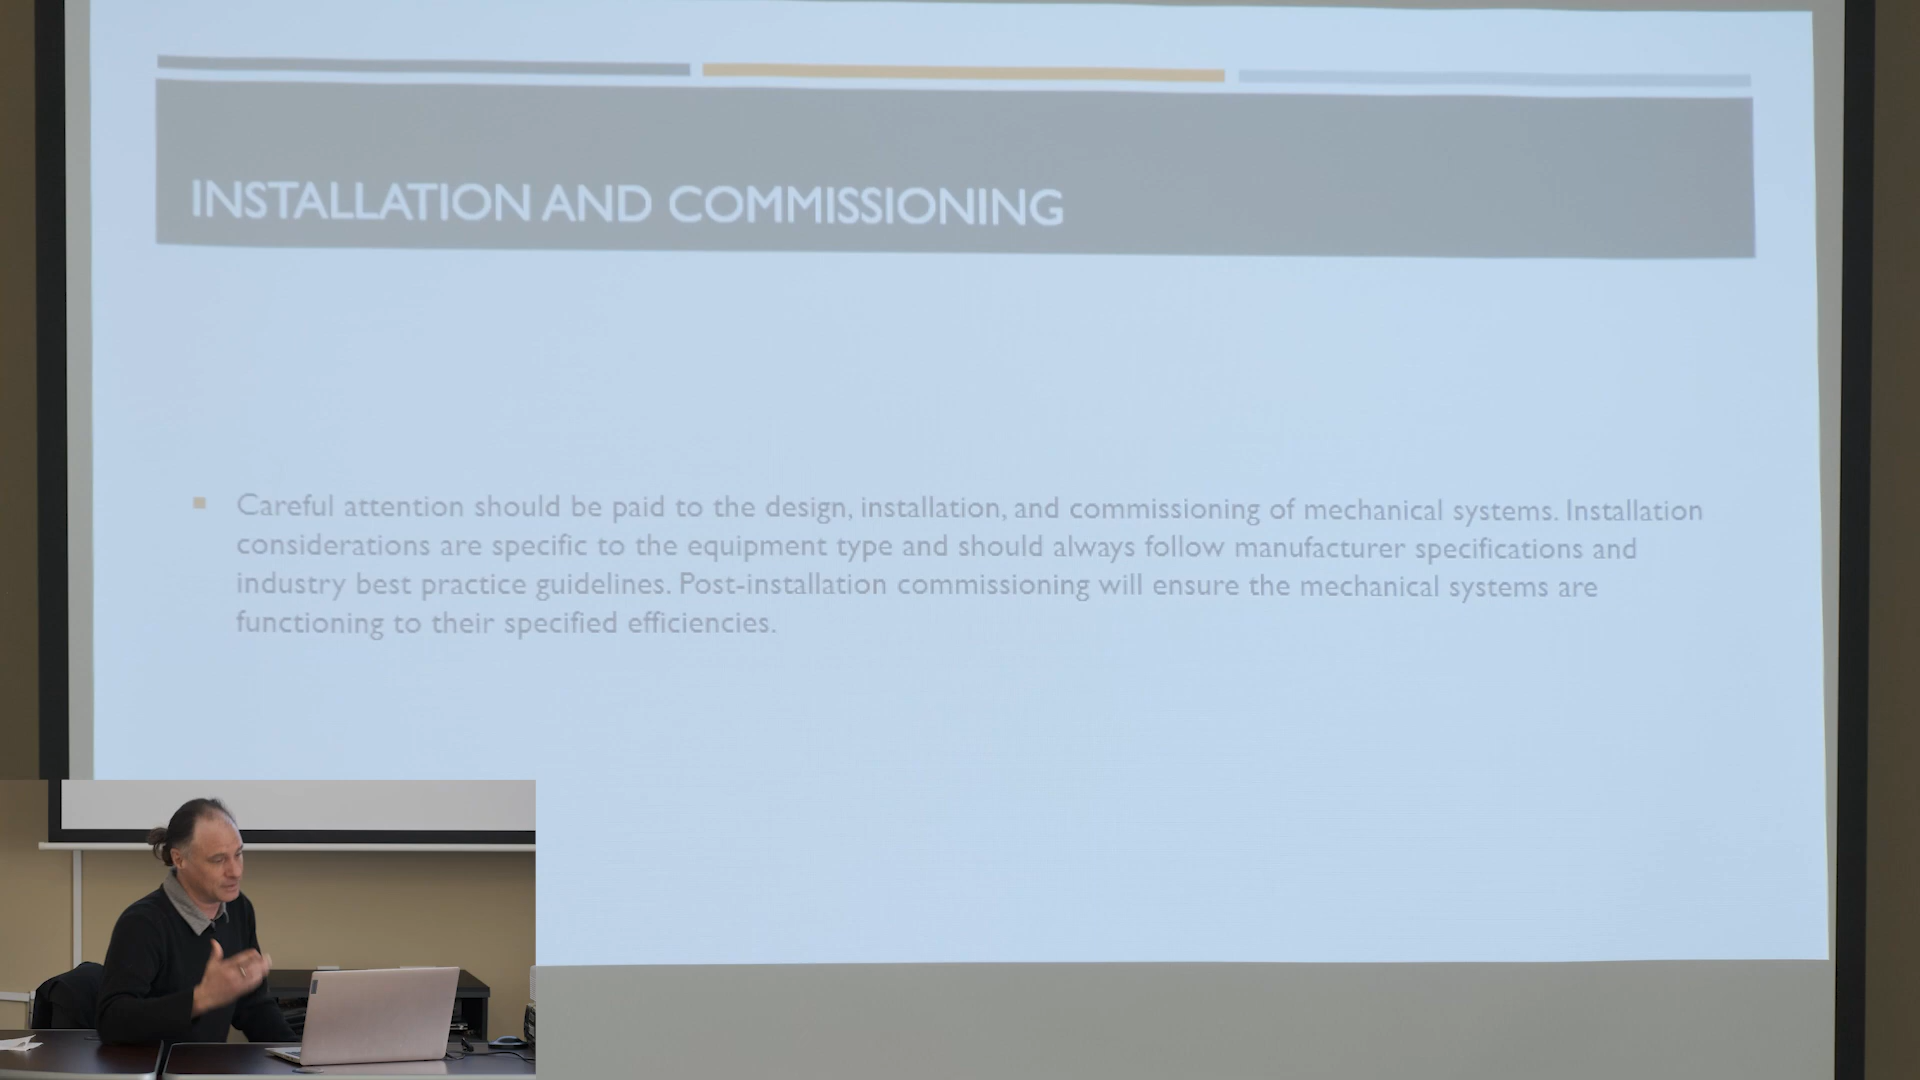 INSTALLATION AND COMMISSIONING
Careful attention should be paid to the design, installation, and commissioning of mechanical systems. Installation
considerations are specific to the equipment type and should always follow manufacturer specifications and
industry best practice guidelines. Post-installation commissioning will ensure the mechanical systems are
functioning to their specified efficiencies.